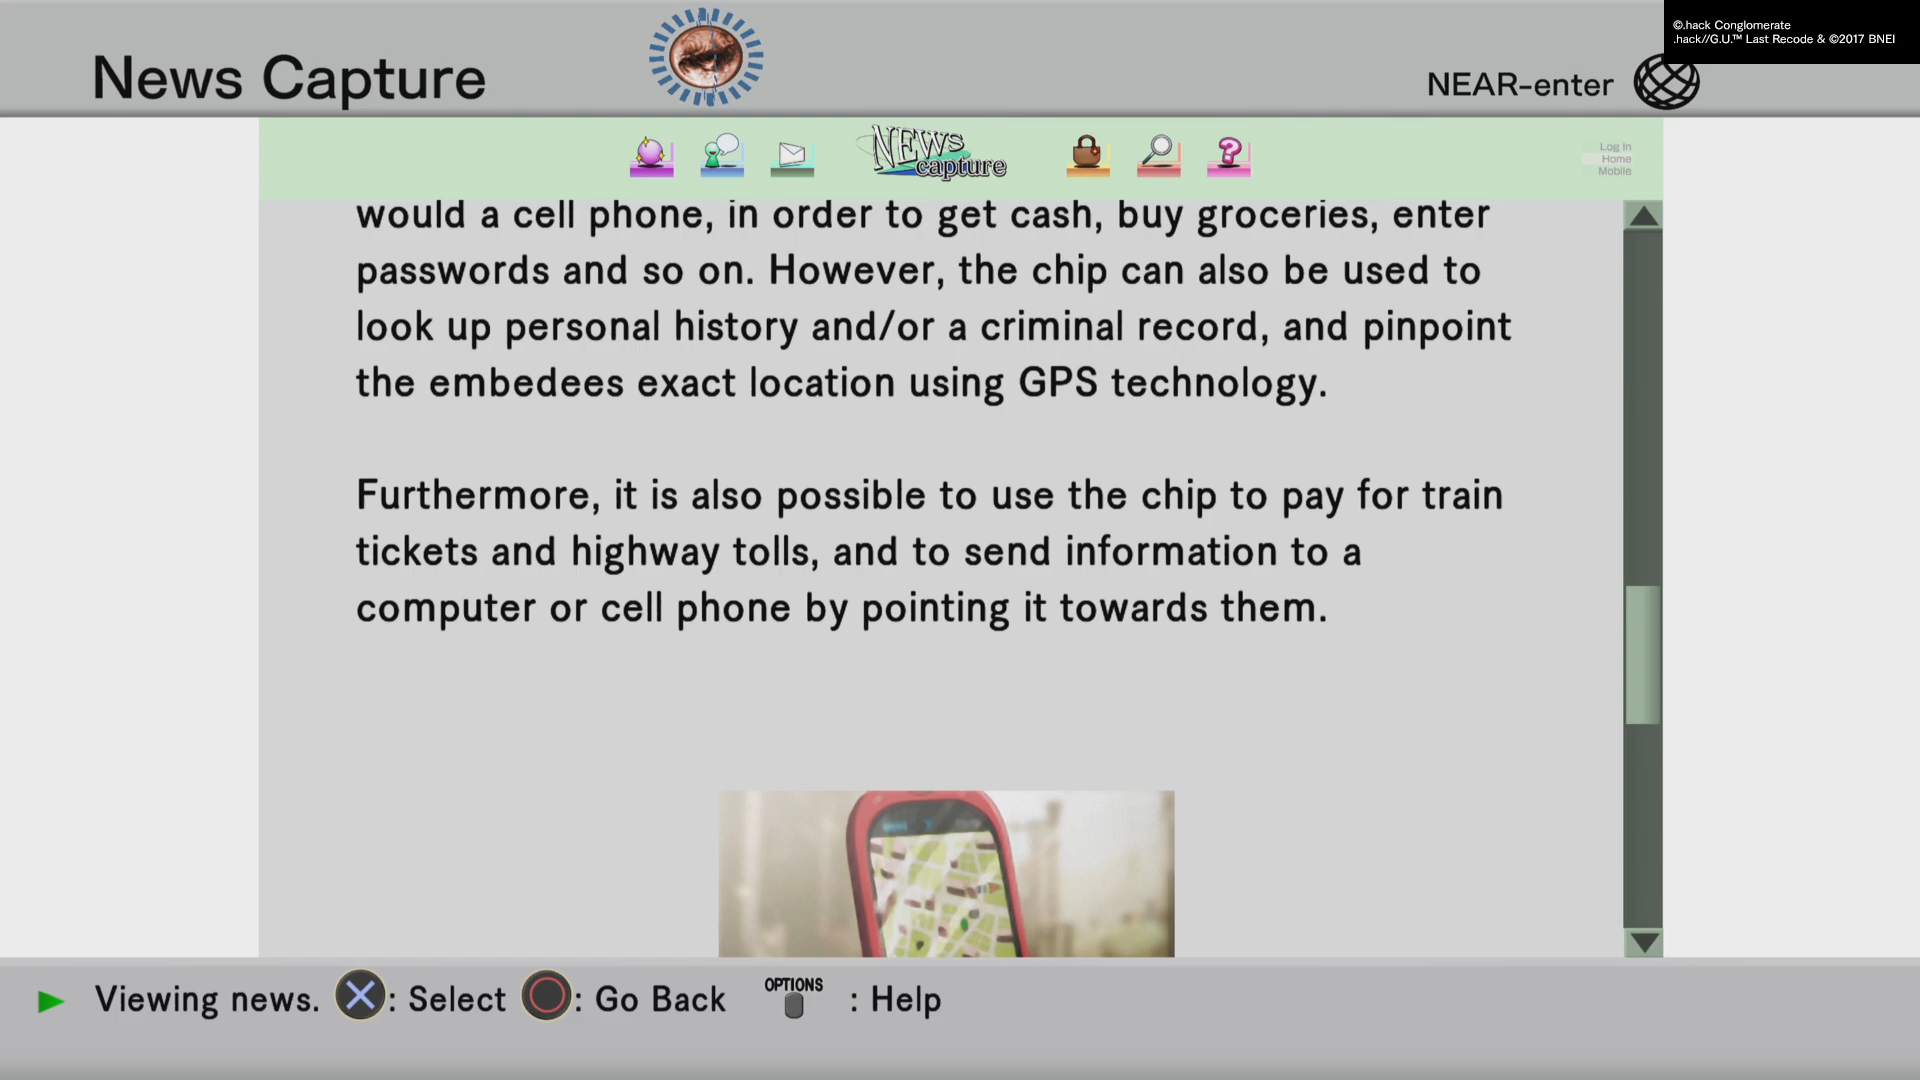 ©.hack Conglomerate
.hack//G.U.™ Last Recode & ©2017 BNEI
News Capture
NEAR-enter
NEWS
capture
Log In
Home
Mobile
would a cell phone, in order to get cash, buy groceries, enter
passwords and so on. However, the chip can also be used to
look up personal history and/or a criminal record, and pinpoint
the embedees exact location using GPS technology.
Furthermore, it is also possible to use the chip to pay for train
tickets and highway tolls, and to send information to a
computer or cell phone by pointing it towards them.
Viewing news. : Select : Go Back OPTIONS : Help